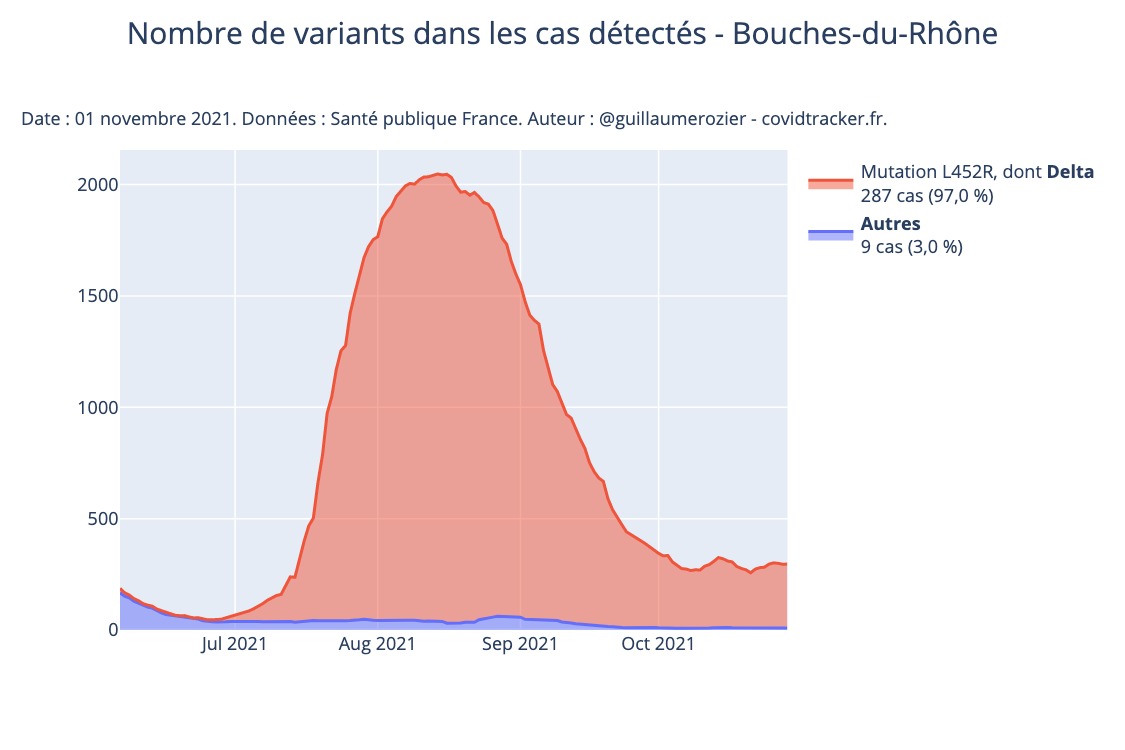 Nombre de variants dans les cas détectés - Bouches-du-Rhône
Date : 01 novembre 2021. Données : Santé publique France. Auteur : @guillaumerozier - covidtracker.fr.
Mutation L452R, dont Delta
287 cas (97,0 %)
Autres
9 cas (3,0 %)
2000
1500
1000
500
0
Jul 2021
Aug 2021
Sep 2021
Oct 2021